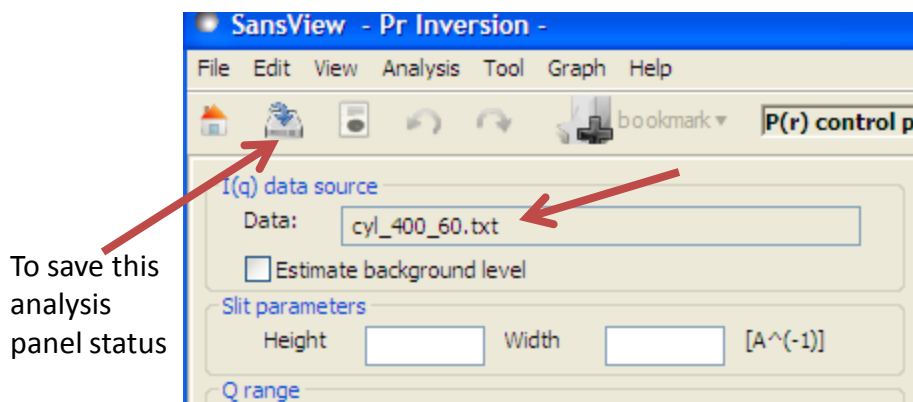 SansView - Pr Inversion -
File Edit View Analysis Tool Graph Help
bookmark P(r) control p
I(q) data source
Data: cyl_400_60.txt
Estimate background level
To save this
analysis
panel status
Slit parameters
Height Width [A^(-1)]
Q range